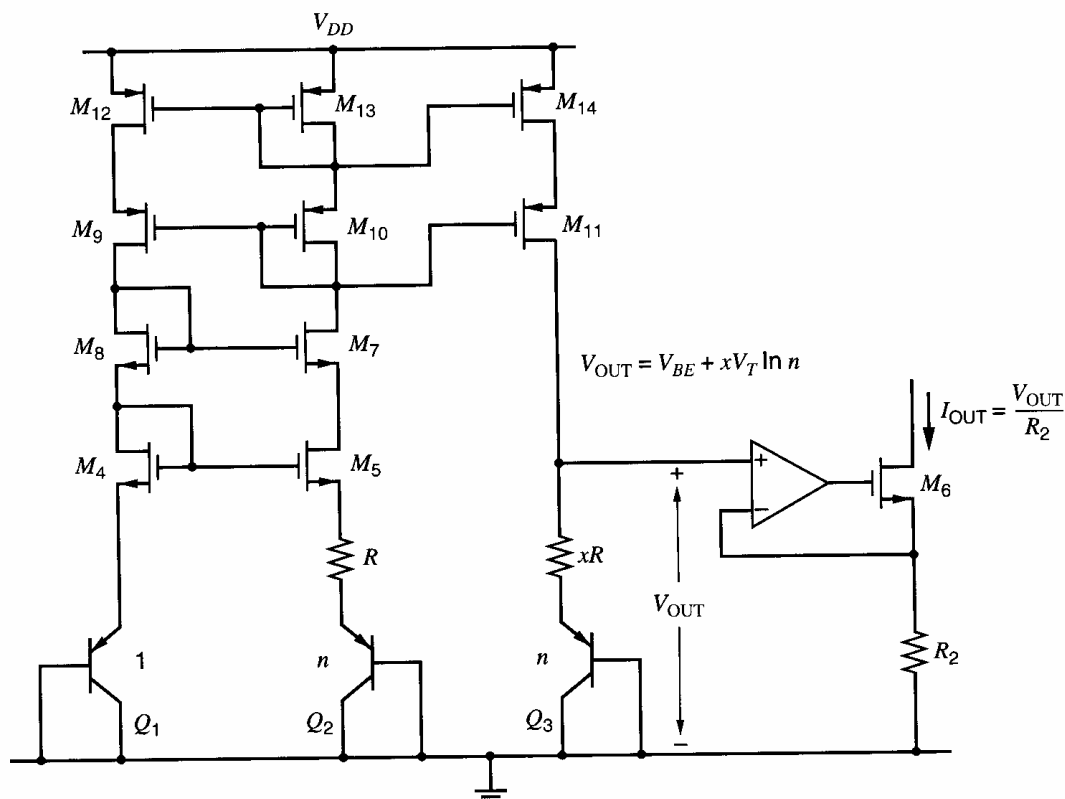 V_DD
M_12
M_13
M_14
M_9
M_10
M_11
M_8
M_7
V_OUT = V_BE + xV_T ln n
I_OUT = V_OUT / R_2
M_4
M_5
+
+
M_6
−
R
xR
V_OUT
R_2
1
n
n
Q_1
Q_2
Q_3
−